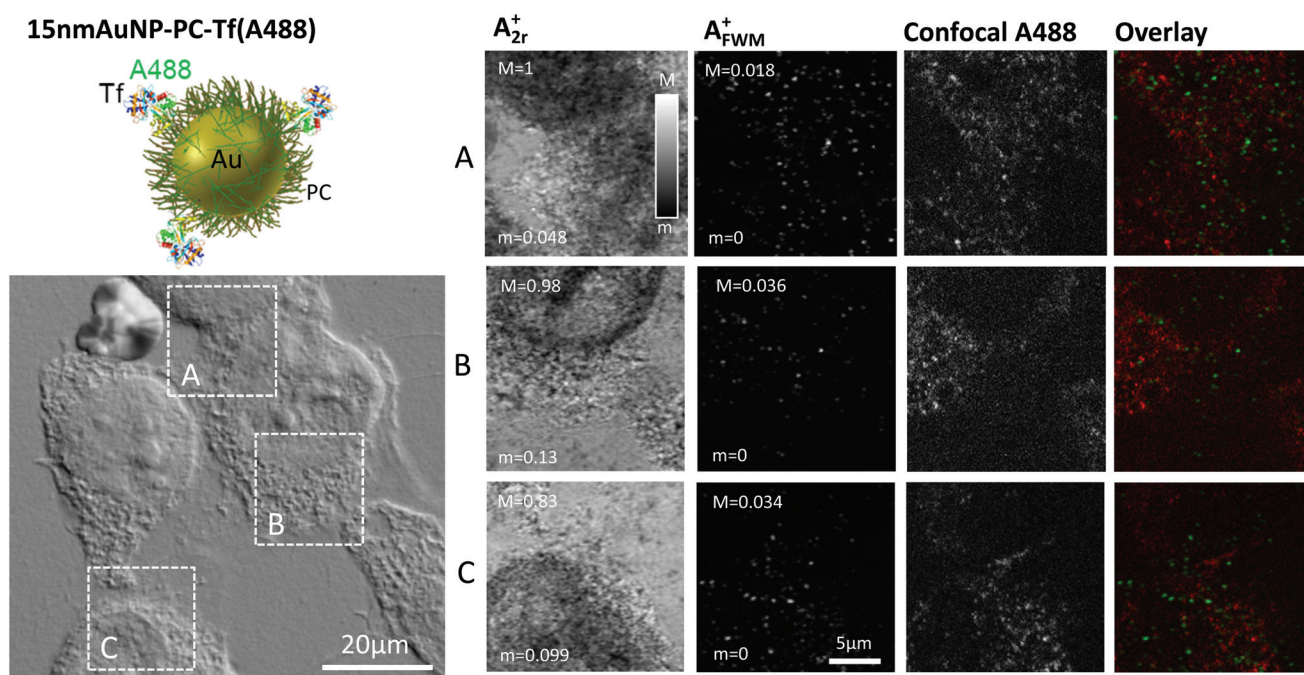 15nmAuNP-PC-Tf(A488)
A488
Tf
Au
PC
A
B
C
20μm
A⁺₂ᵣ A⁺FWM Confocal A488 Overlay
A
M=1
M
m
m=0.048
M=0.018
m=0
B
M=0.98
m=0.13
M=0.036
m=0
C
M=0.83
m=0.099
M=0.034
m=0
5μm